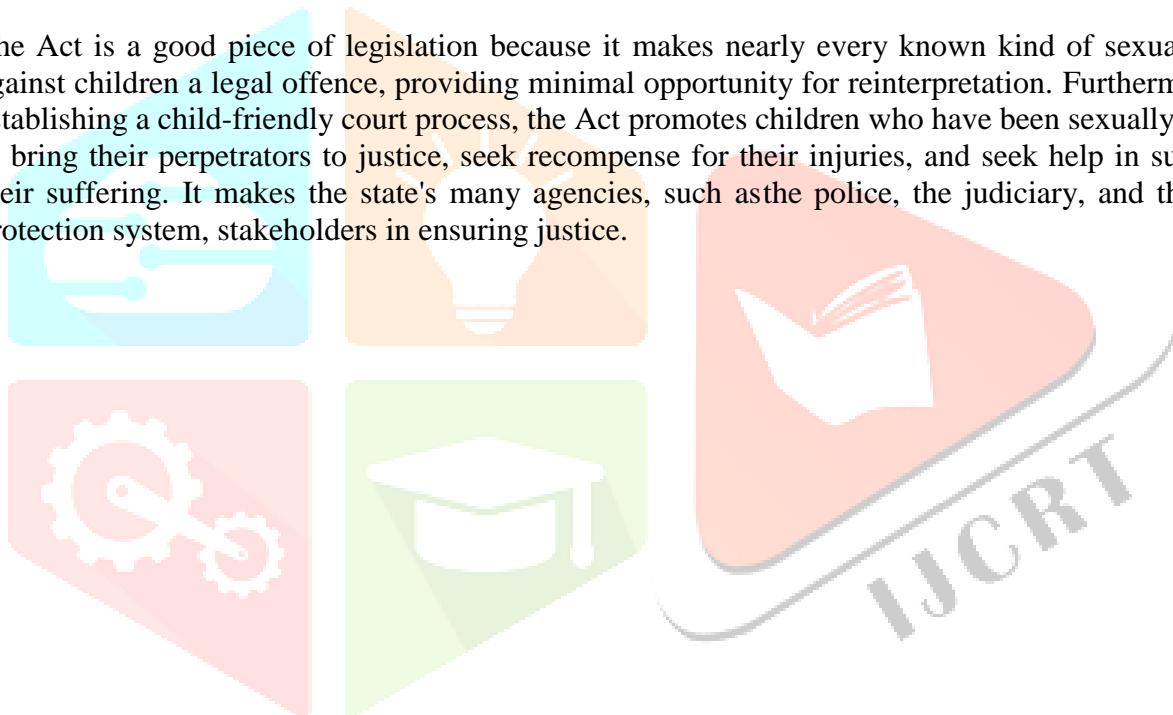 he Act is a good piece of legislation because it makes nearly every known kind of sexua
gainst children a legal offence, providing minimal opportunity for reinterpretation. Furtherm
stablishing a child-friendly court process, the Act promotes children who have been sexually
bring their perpetrators to justice, seek recompense for their injuries, and seek help in su
eir suffering. It makes the state's many agencies, such asthe police, the judiciary, and th
rotection system, stakeholders in ensuring justice.
IJCRT